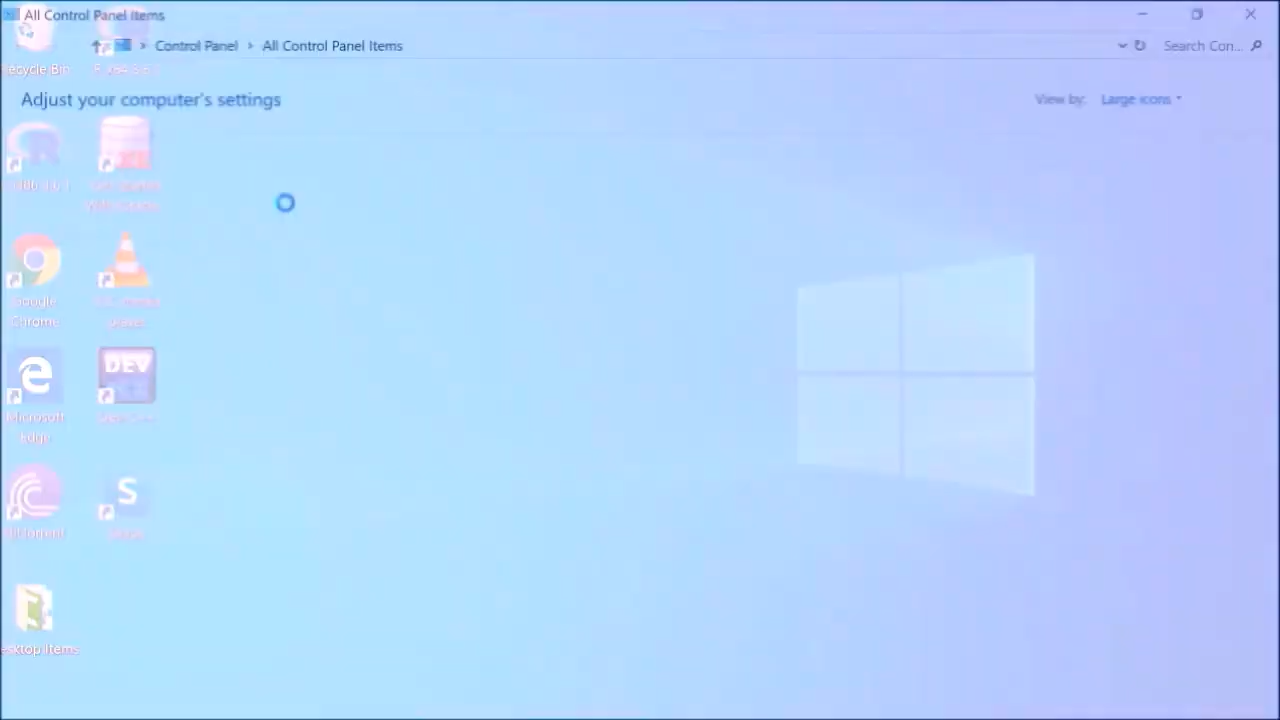 All Control Panel Items
Control Panel > All Control Panel Items
Search Con...
Recycle Bin
Adjust your computer's settings
View by: Large icons
Google
Chrome
Microsoft
Edge
DEV
BitTorrent
S
Desktop Items